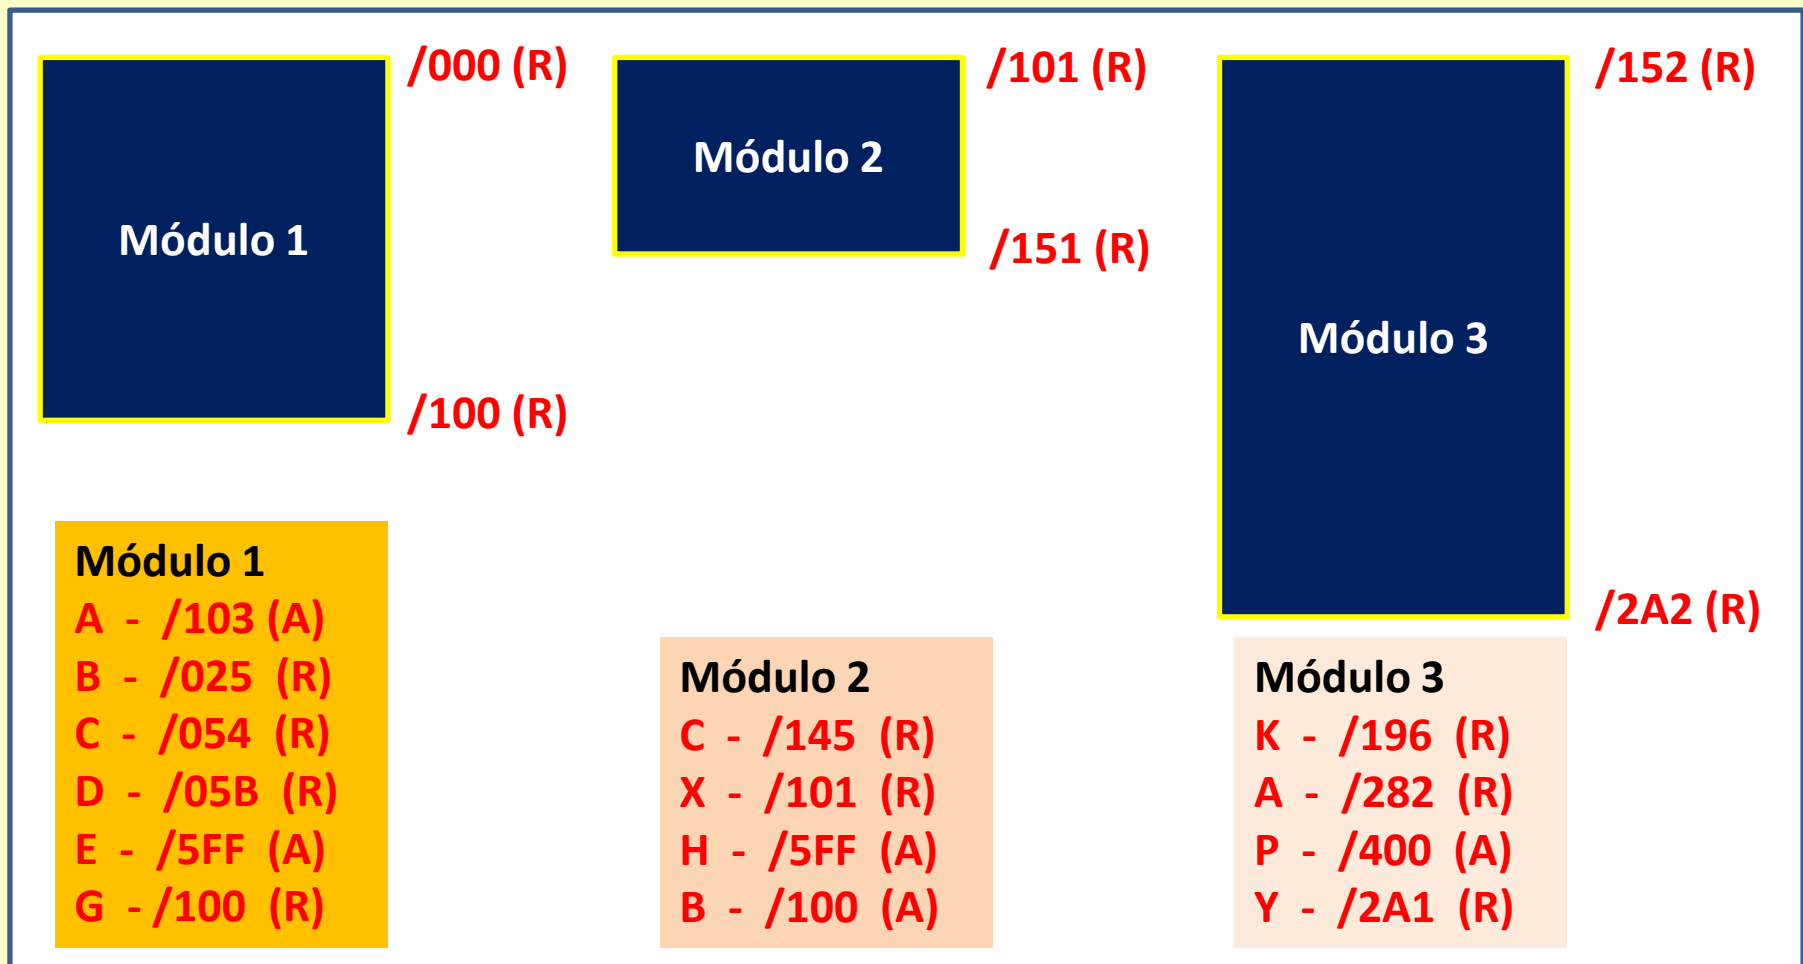 Módulo 1
/000 (R)
/100 (R)
Módulo 2
/101 (R)
/151 (R)
Módulo 3
/152 (R)
/2A2 (R)
Módulo 1
A - /103 (A)
B - /025 (R)
C - /054 (R)
D - /05B (R)
E - /5FF (A)
G - /100 (R)
Módulo 2
C - /145 (R)
X - /101 (R)
H - /5FF (A)
B - /100 (A)
Módulo 3
K - /196 (R)
A - /282 (R)
P - /400 (A)
Y - /2A1 (R)